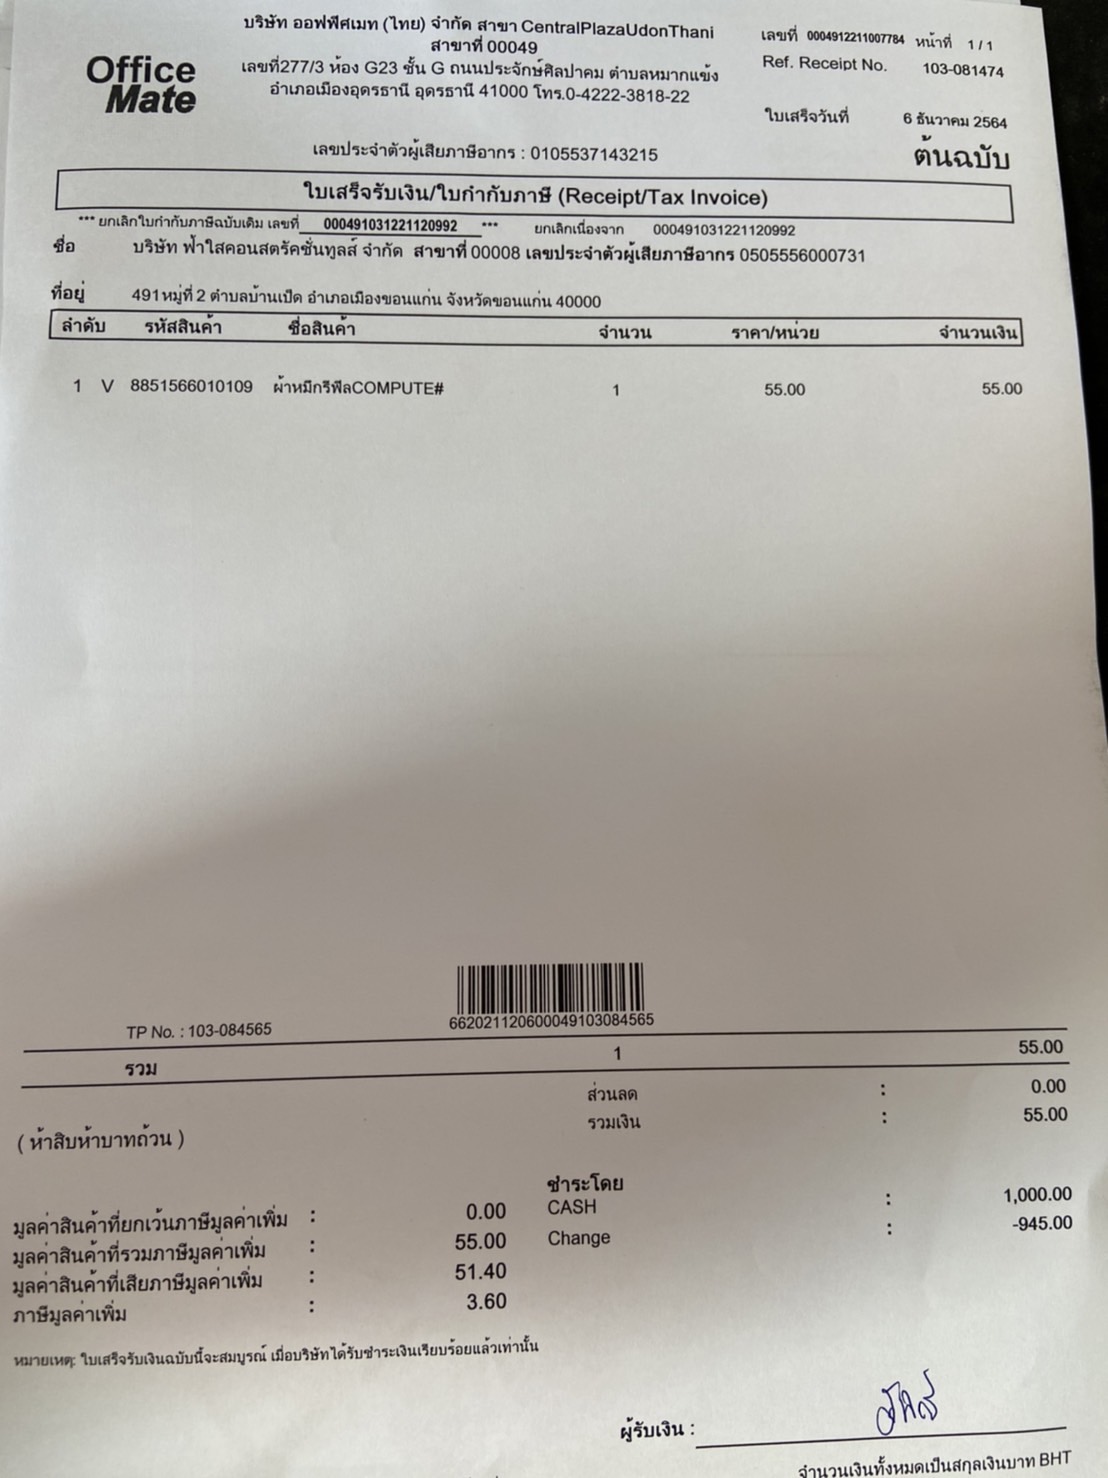 บริษัท ออฟฟิศเมท (ไทย) จำกัด สาขา CentralPlazaUdonThani
สาขาที่ 00049
เลขที่277/3 ห้อง G23 ชั้น G ถนนประจักษ์ศิลปาคม ตำบลหมากแข้ง
อำเภอเมืองอุดรธานี อุดรธานี 41000 โทร.0-4222-3818-22
Office
Mate
เลขที่ 0004912211007784 หน้าที่ 1 / 1
Ref. Receipt No. 103-081474
ใบเสร็จวันที่ 6 ธันวาคม 2564
ต้นฉบับ
เลขประจำตัวผู้เสียภาษีอากร : 0105537143215
ใบเสร็จรับเงิน/ใบกำกับภาษี (Receipt/Tax Invoice)
*** ยกเลิกใบกำกับภาษีฉบับเดิม เลขที่ 000491031221120992 *** ยกเลิกเนื่องจาก 000491031221120992
ชื่อ บริษัท ฟ้าใสคอนสตรัคชั่นทูลส์ จำกัด สาขาที่ 00008 เลขประจำตัวผู้เสียภาษีอากร 0505556000731
ที่อยู่ 491หมู่ที่ 2 ตำบลบ้านเป็ด อำเภอเมืองขอนแก่น จังหวัดขอนแก่น 40000
ลำดับ รหัสสินค้า ชื่อสินค้า จำนวน ราคา/หน่วย จำนวนเงิน
1 V 8851566010109 ผ้าหมึกรีฟีลCOMPUTE# 1 55.00 55.00
TP No. : 103-084565
662021120600049103084565
รวม 1 55.00
ส่วนลด : 0.00
รวมเงิน : 55.00
( ห้าสิบห้าบาทถ้วน )
ชำระโดย
CASH : 1,000.00
Change : -945.00
มูลค่าสินค้าที่ยกเว้นภาษีมูลค่าเพิ่ม : 0.00
มูลค่าสินค้าที่รวมภาษีมูลค่าเพิ่ม : 55.00
มูลค่าสินค้าที่เสียภาษีมูลค่าเพิ่ม : 51.40
ภาษีมูลค่าเพิ่ม : 3.60
หมายเหตุ: ใบเสร็จรับเงินฉบับนี้จะสมบูรณ์ เมื่อบริษัทได้รับชำระเงินเรียบร้อยแล้วเท่านั้น
ผู้รับเงิน :
จำนวนเงินทั้งหมดเป็นสกุลเงินบาท BHT